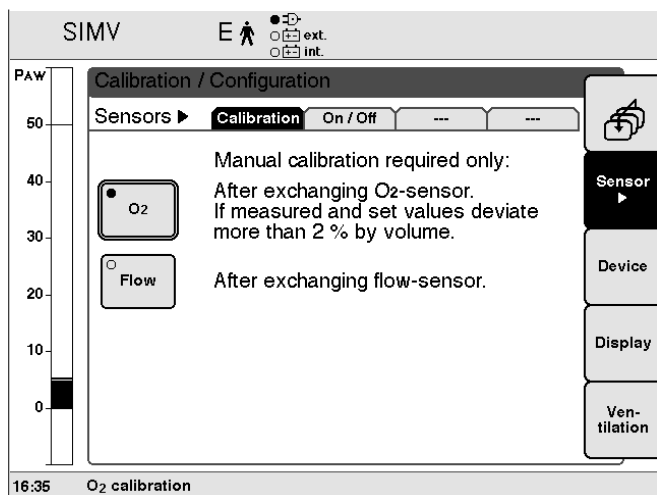 SIMV
E
ext.
int.
PAW
50
40
30
20
10
0
Calibration / Configuration
Sensors ▶
Calibration
On / Off
---
---
Manual calibration required only:
O2
After exchanging O2-sensor.
If measured and set values deviate
more than 2 % by volume.
Flow
After exchanging flow-sensor.
Sensor
▶
Device
Display
Ven-
tilation
16:35 O2 calibration